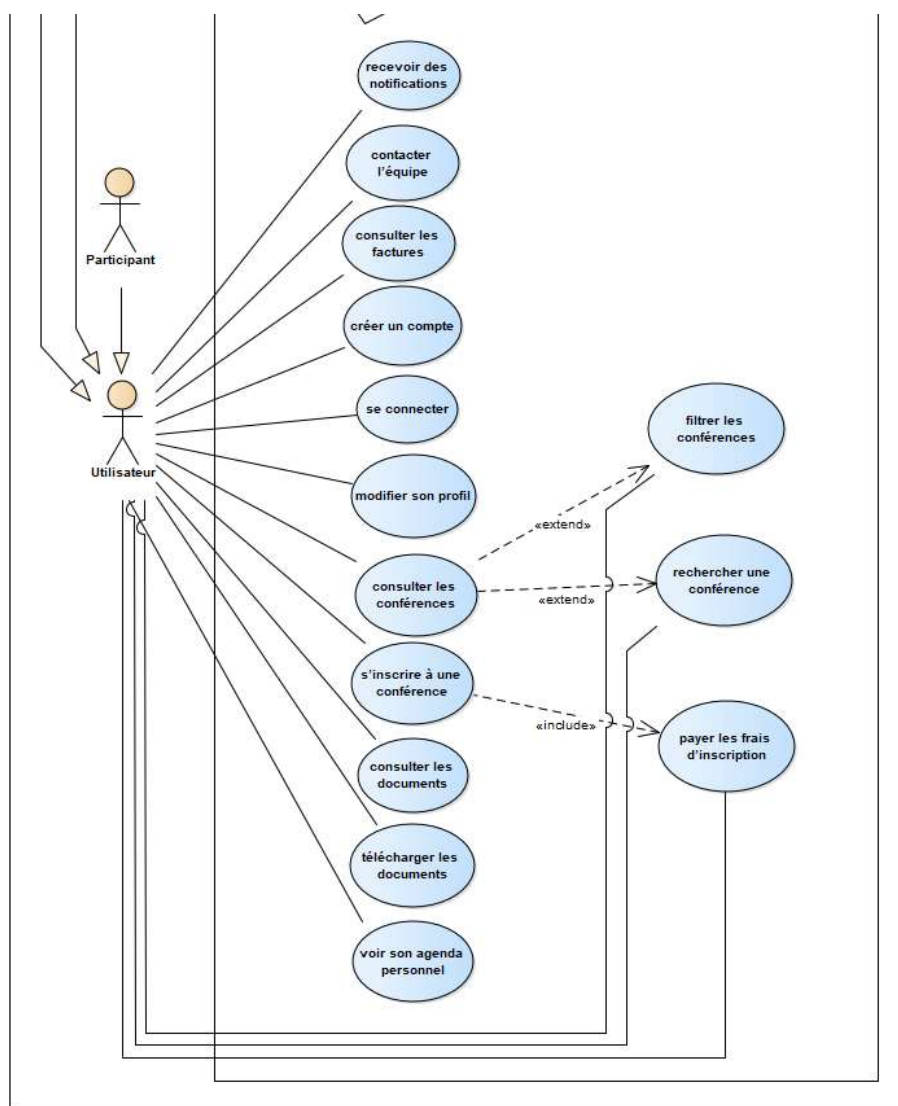 recevoir des
notifications
contacter
l'équipe
consulter les
factures
Participant
créer un compte
se connecter
filtrer les
conférences
Utilisateur
modifier son profil
«extend»
consulter les
conférences
rechercher une
conférence
«extend»
s'inscrire à une
conférence
«include»
payer les frais
d'inscription
consulter les
documents
télécharger les
documents
voir son agenda
personnel